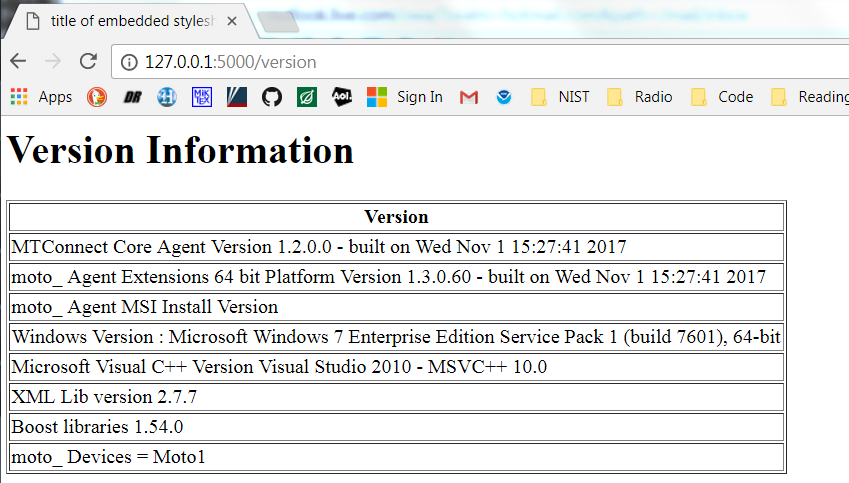 title of embedded stylesh
127.0.0.1:5000/version
Apps DR MiK TEX Aol. Sign In NIST Radio Code Reading
Version Information
Version
MTConnect Core Agent Version 1.2.0.0 - built on Wed Nov 1 15:27:41 2017
moto_ Agent Extensions 64 bit Platform Version 1.3.0.60 - built on Wed Nov 1 15:27:41 2017
moto_ Agent MSI Install Version
Windows Version : Microsoft Windows 7 Enterprise Edition Service Pack 1 (build 7601), 64-bit
Microsoft Visual C++ Version Visual Studio 2010 - MSVC++ 10.0
XML Lib version 2.7.7
Boost libraries 1.54.0
moto_ Devices = Moto1